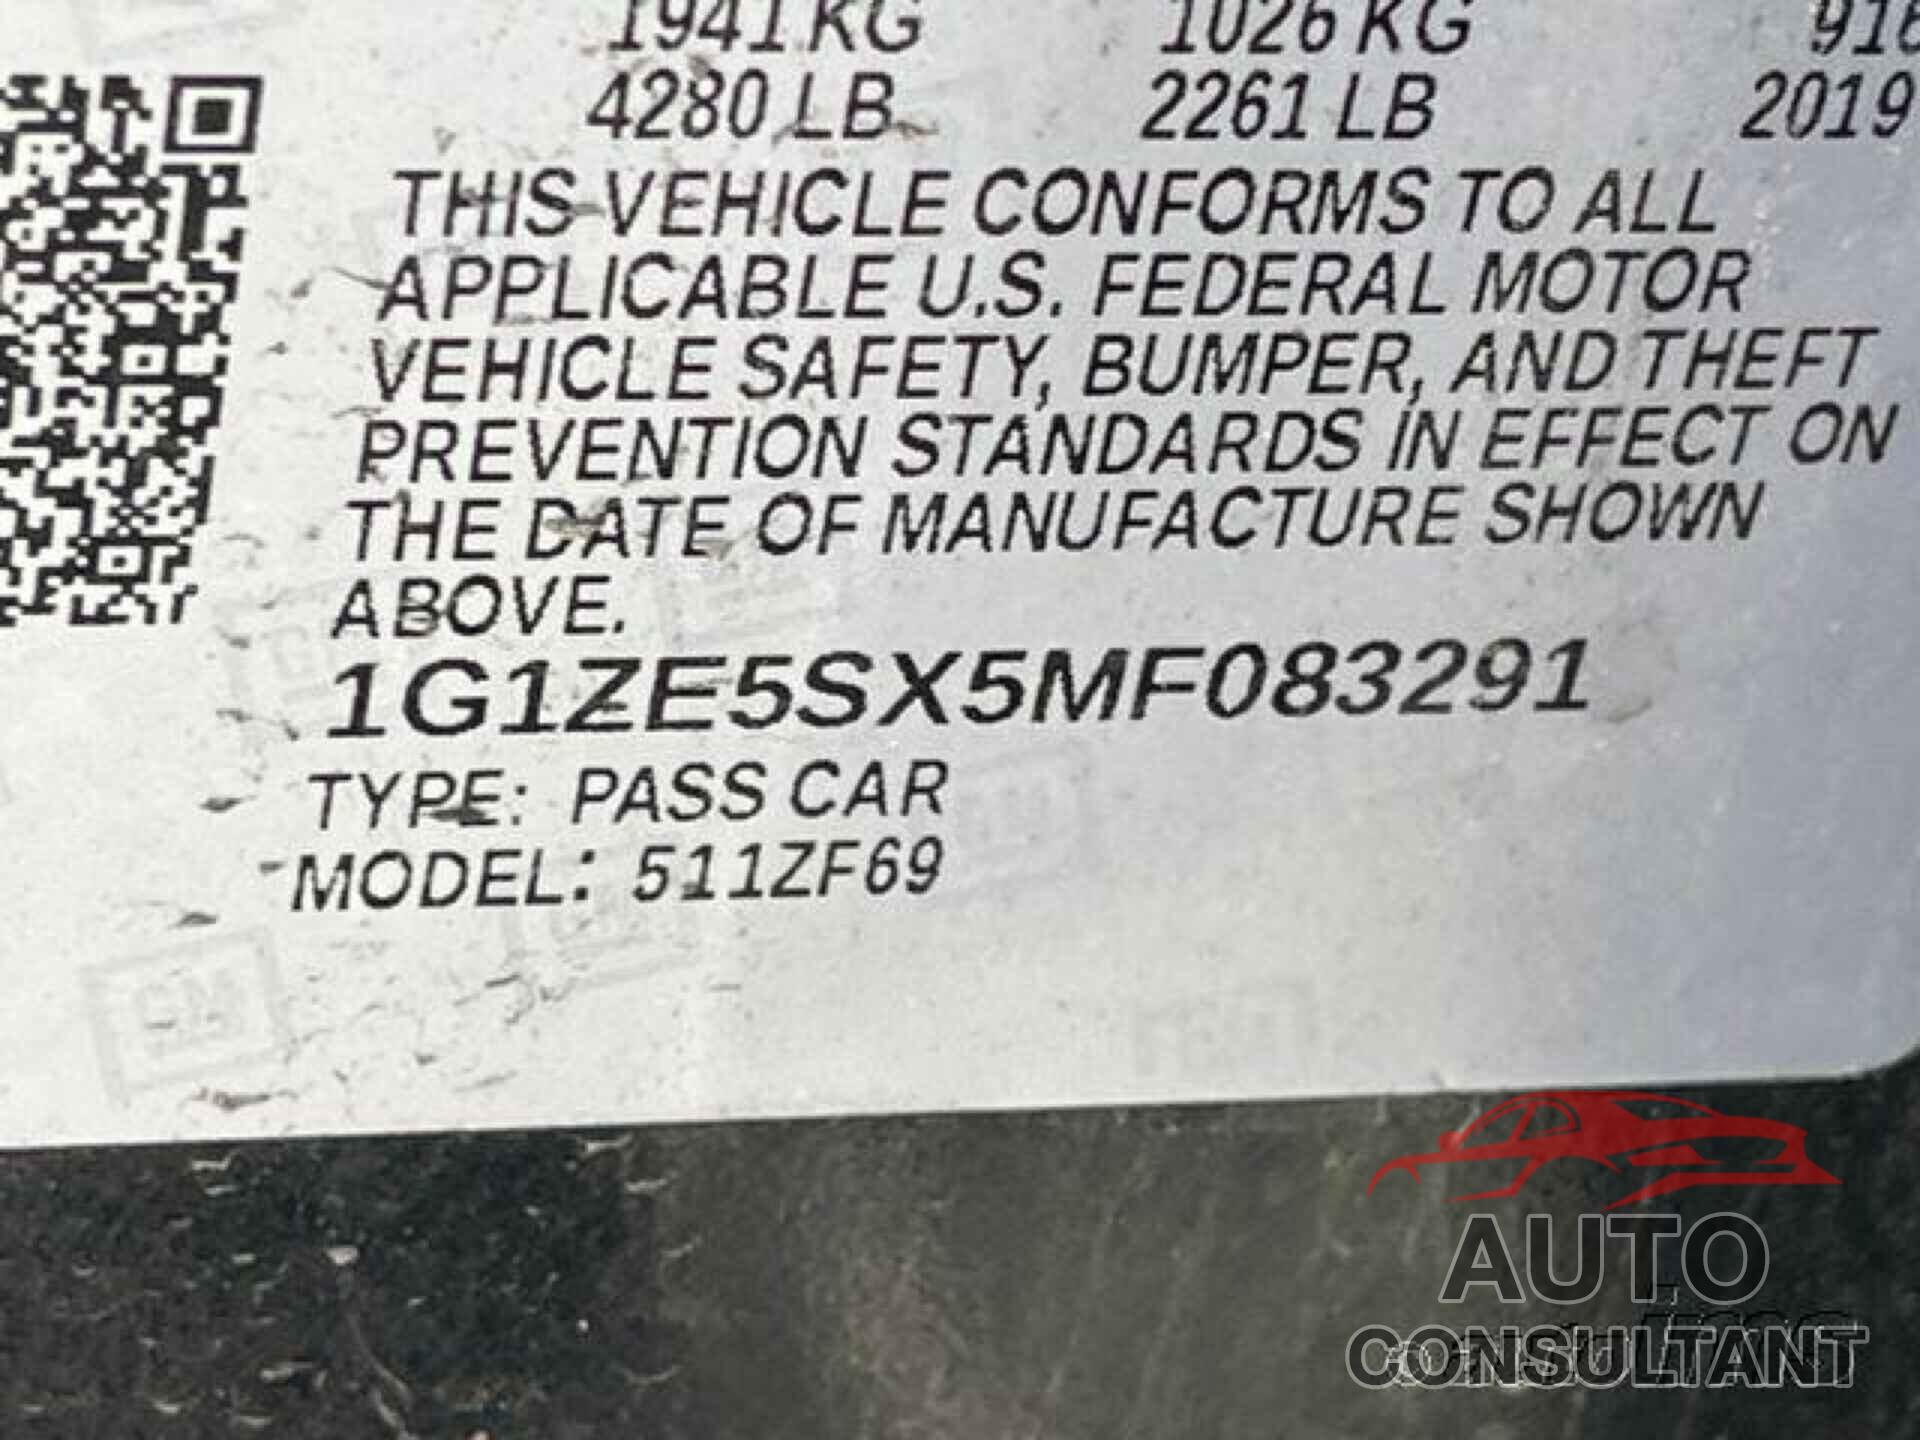 1941 KG 1026 KG 916
4280 LB 2261 LB 2019
THIS VEHICLE CONFORMS TO ALL
APPLICABLE U.S. FEDERAL MOTOR
VEHICLE SAFETY, BUMPER, AND THEFT
PREVENTION STANDARDS IN EFFECT ON
THE DATE OF MANUFACTURE SHOWN
ABOVE.
1G1ZE5SX5MF083291
TYPE: PASS CAR
MODEL: 511ZF69
GM
AUTO
CONSULTANT